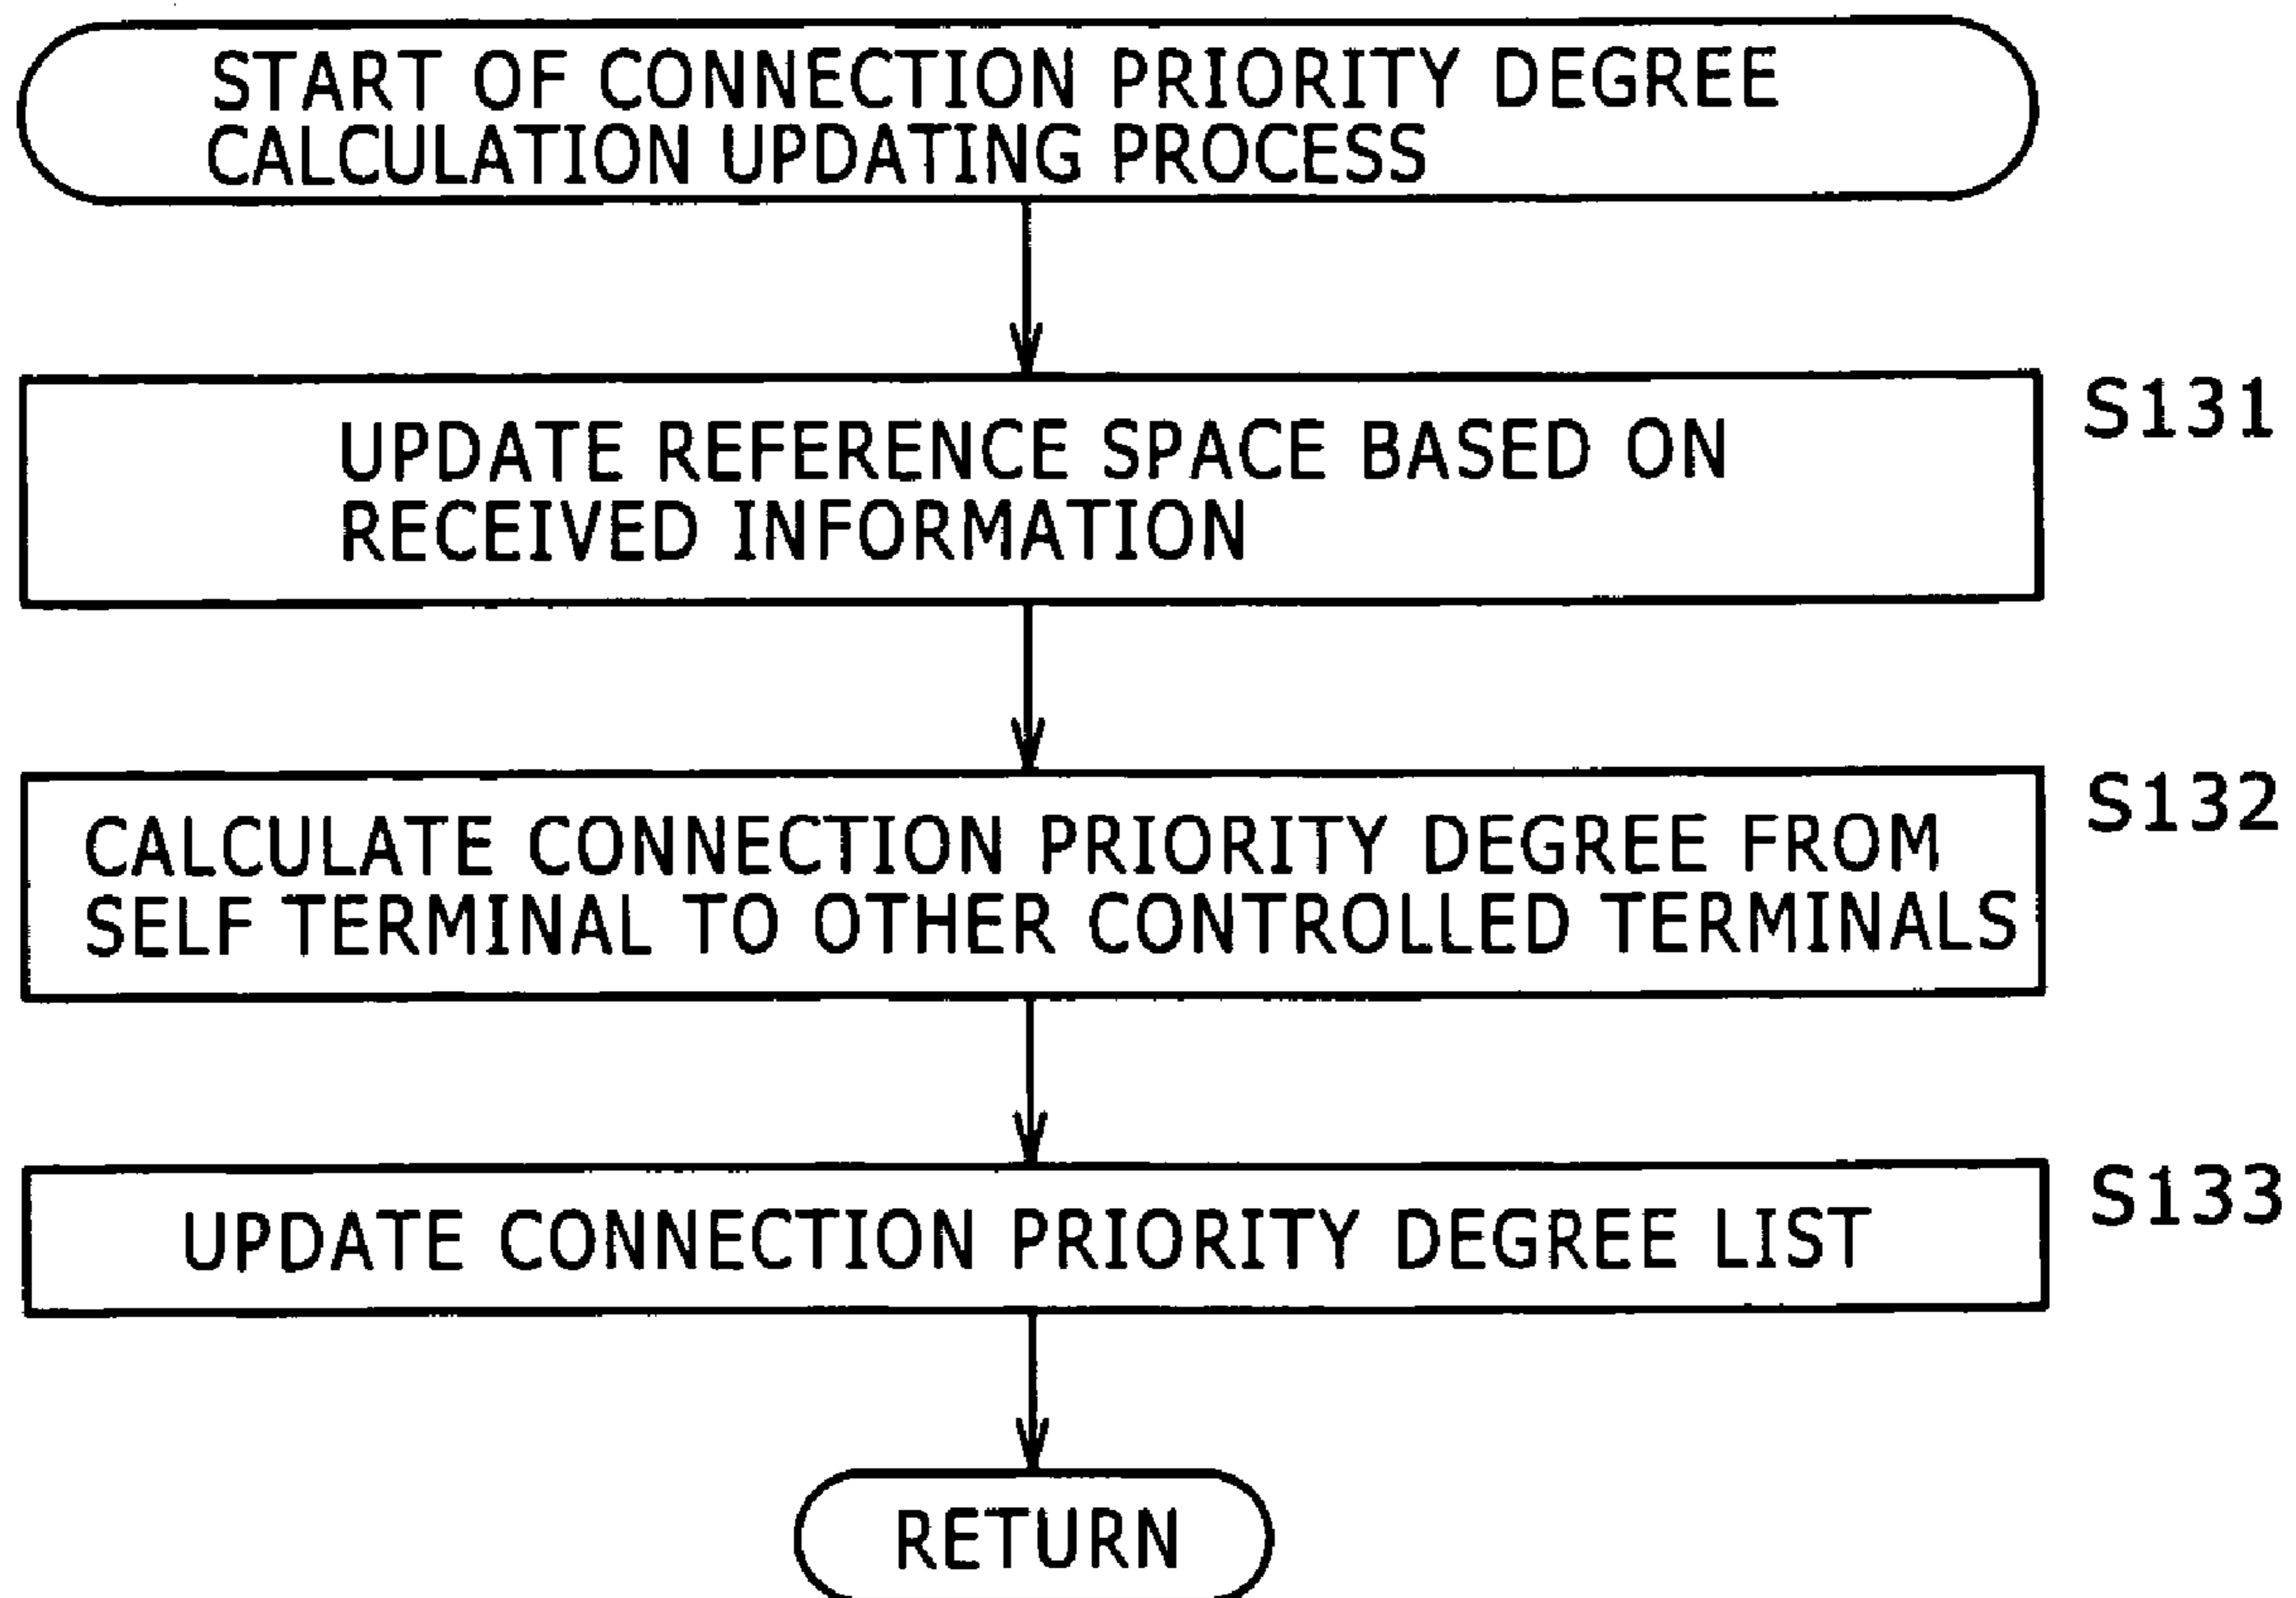 START OF CONNECTION PRIORITY DEGREE
CALCULATION UPDATING PROCESS
S131
UPDATE REFERENCE SPACE BASED ON
RECEIVED INFORMATION
S132
CALCULATE CONNECTION PRIORITY DEGREE FROM
SELF TERMINAL TO OTHER CONTROLLED TERMINALS
S133
UPDATE CONNECTION PRIORITY DEGREE LIST
RETURN